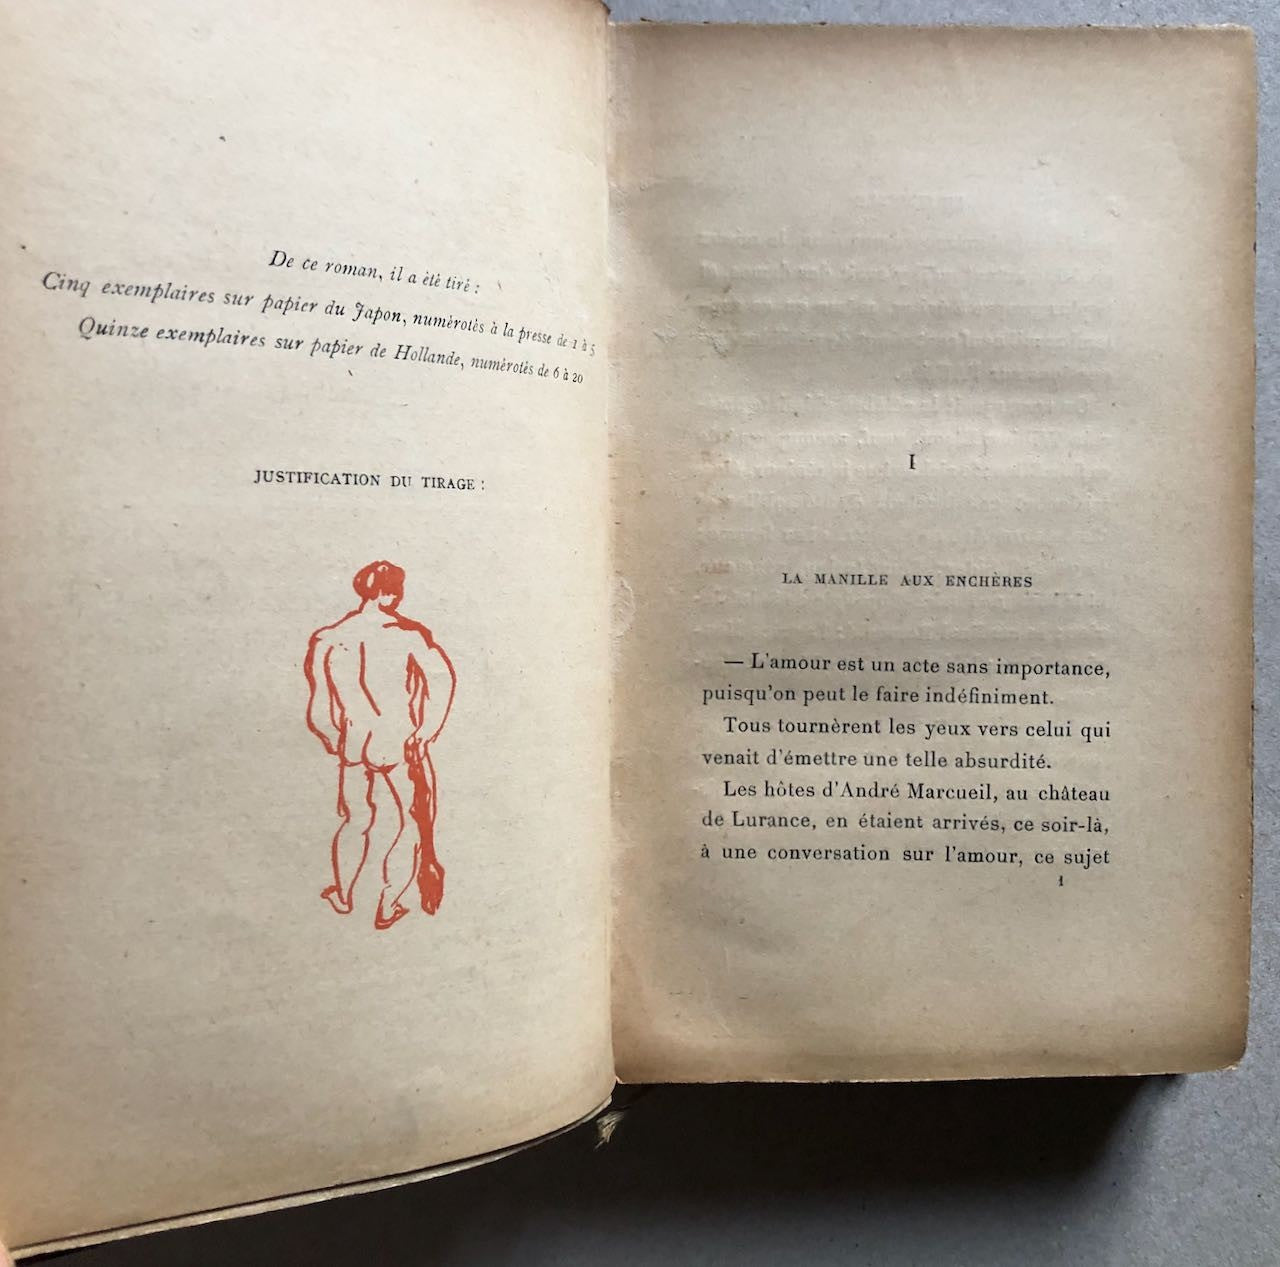 De ce roman, il a été tiré :
Cinq exemplaires sur papier du Japon, numérotés à la presse de 1 à 5
Quinze exemplaires sur papier de Hollande, numérotés de 6 à 20
JUSTIFICATION DU TIRAGE :
I
LA MANILLE AUX ENCHÈRES
— L'amour est un acte sans importance,
puisqu'on peut le faire indéfiniment.
Tous tournèrent les yeux vers celui qui
venait d'émettre une telle absurdité.
Les hôtes d'André Marcueil, au château
de Lurance, en étaient arrivés, ce soir-là,
à une conversation sur l'amour, ce sujet
1